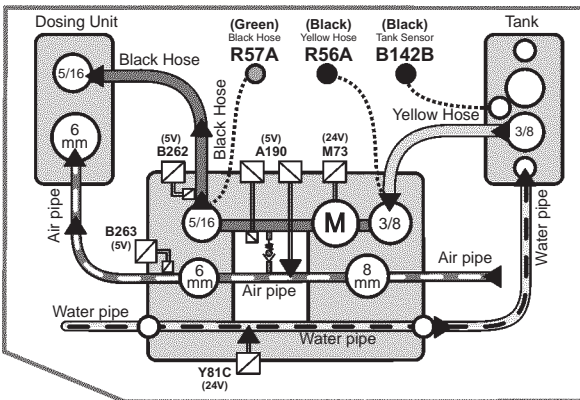 Dosing Unit
(Green)
Black Hose
R57A
(Black)
Yellow Hose
R56A
(Black)
Tank Sensor
B142B
Tank
5/16
Black Hose
Black Hose
Yellow Hose
3/8
6
mm
(5V)
B262
(5V)
A190
(24V)
M73
Air pipe
5/16
M
3/8
Water pipe
B263
(5V)
6
mm
Air pipe
8
mm
Air pipe
Water pipe
Water pipe
Y81C
(24V)